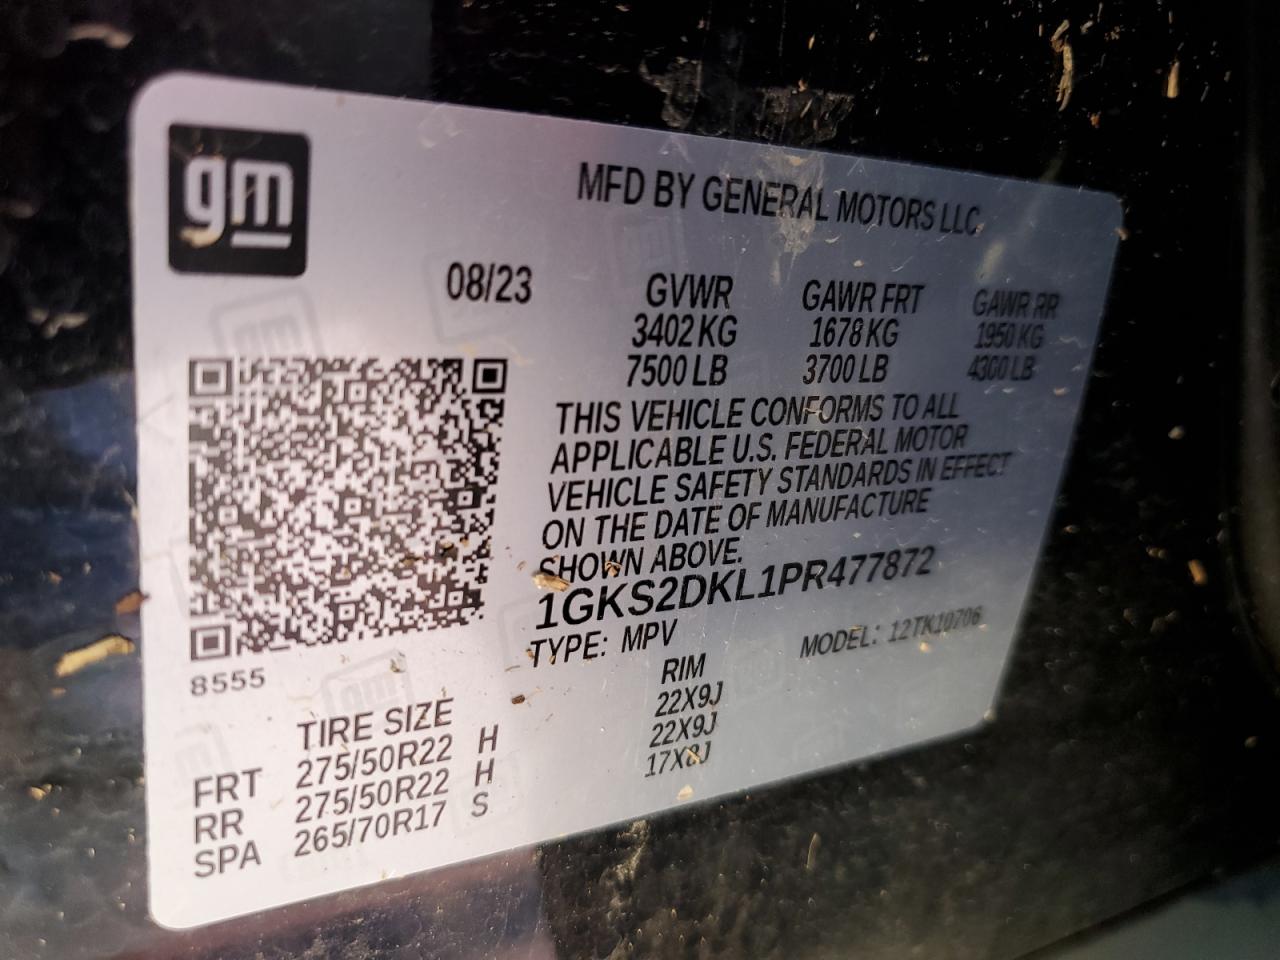 gm
MFD BY GENERAL MOTORS LLC
08/23 GVWR GAWR FRT GAWR RR
3402 KG 1678 KG 1950 KG
7500 LB 3700 LB 4300 LB
THIS VEHICLE CONFORMS TO ALL
APPLICABLE U.S. FEDERAL MOTOR
VEHICLE SAFETY STANDARDS IN EFFECT
ON THE DATE OF MANUFACTURE
SHOWN ABOVE.
1GKS2DKL1PR477872
TYPE: MPV MODEL: 12TK10706
8555
TIRE SIZE RIM
FRT 275/50R22 H 22X9J
RR 275/50R22 H 22X9J
SPA 265/70R17 S 17X8J